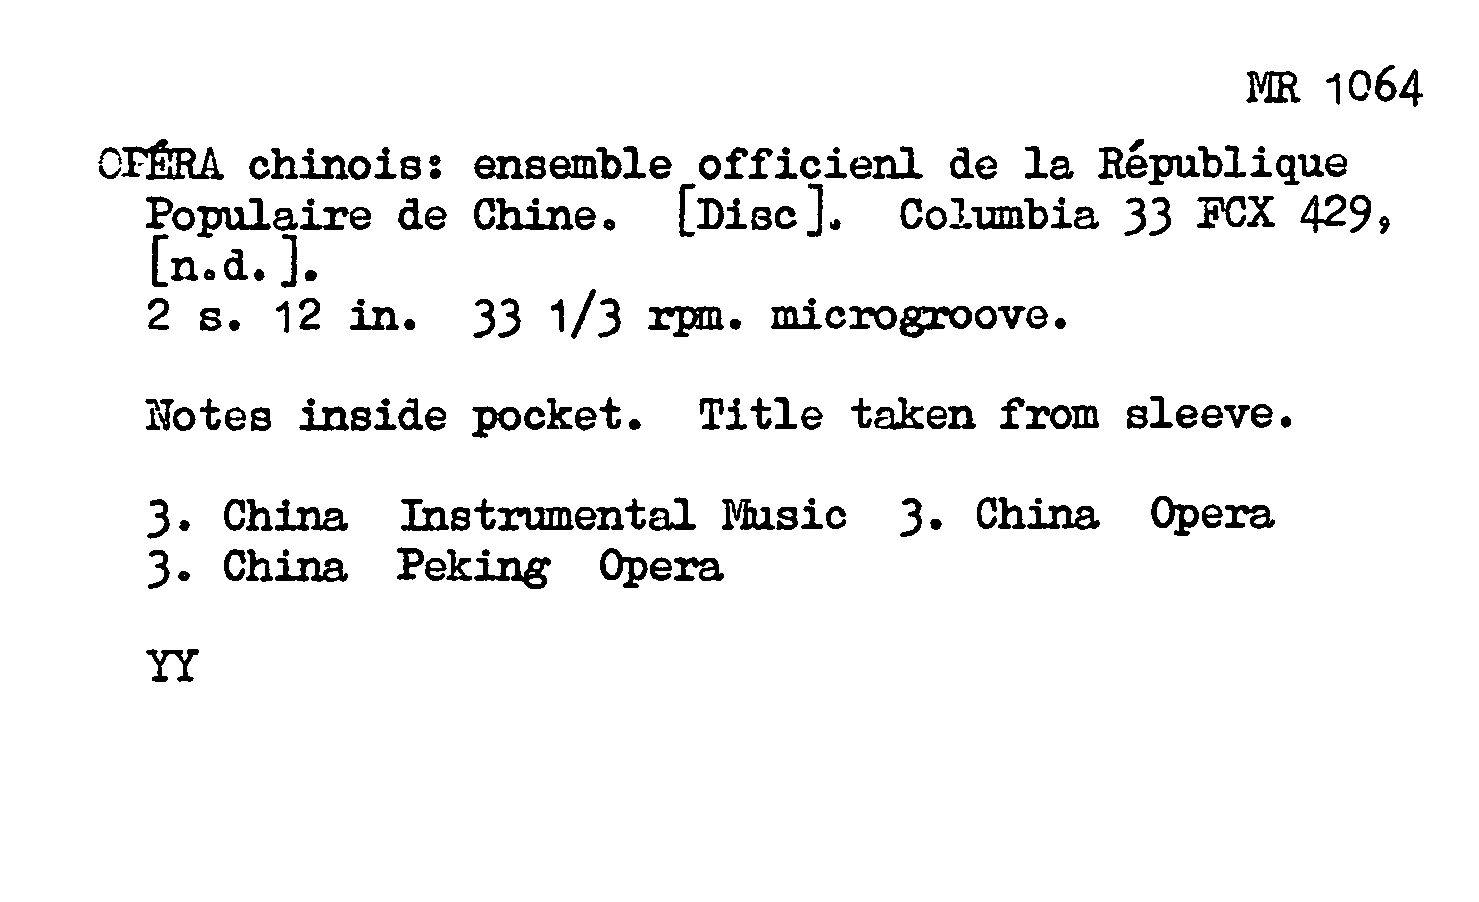 MR 1064
OPÉRA chinois: ensemble officienl de la République
Populaire de Chine. [Disc]. Columbia 33 FCX 429,
[n.d.].
2 s. 12 in. 33 1/3 rpm. microgroove.
Notes inside pocket. Title taken from sleeve.
3. China Instrumental Music 3. China Opera
3. China Peking Opera
YY